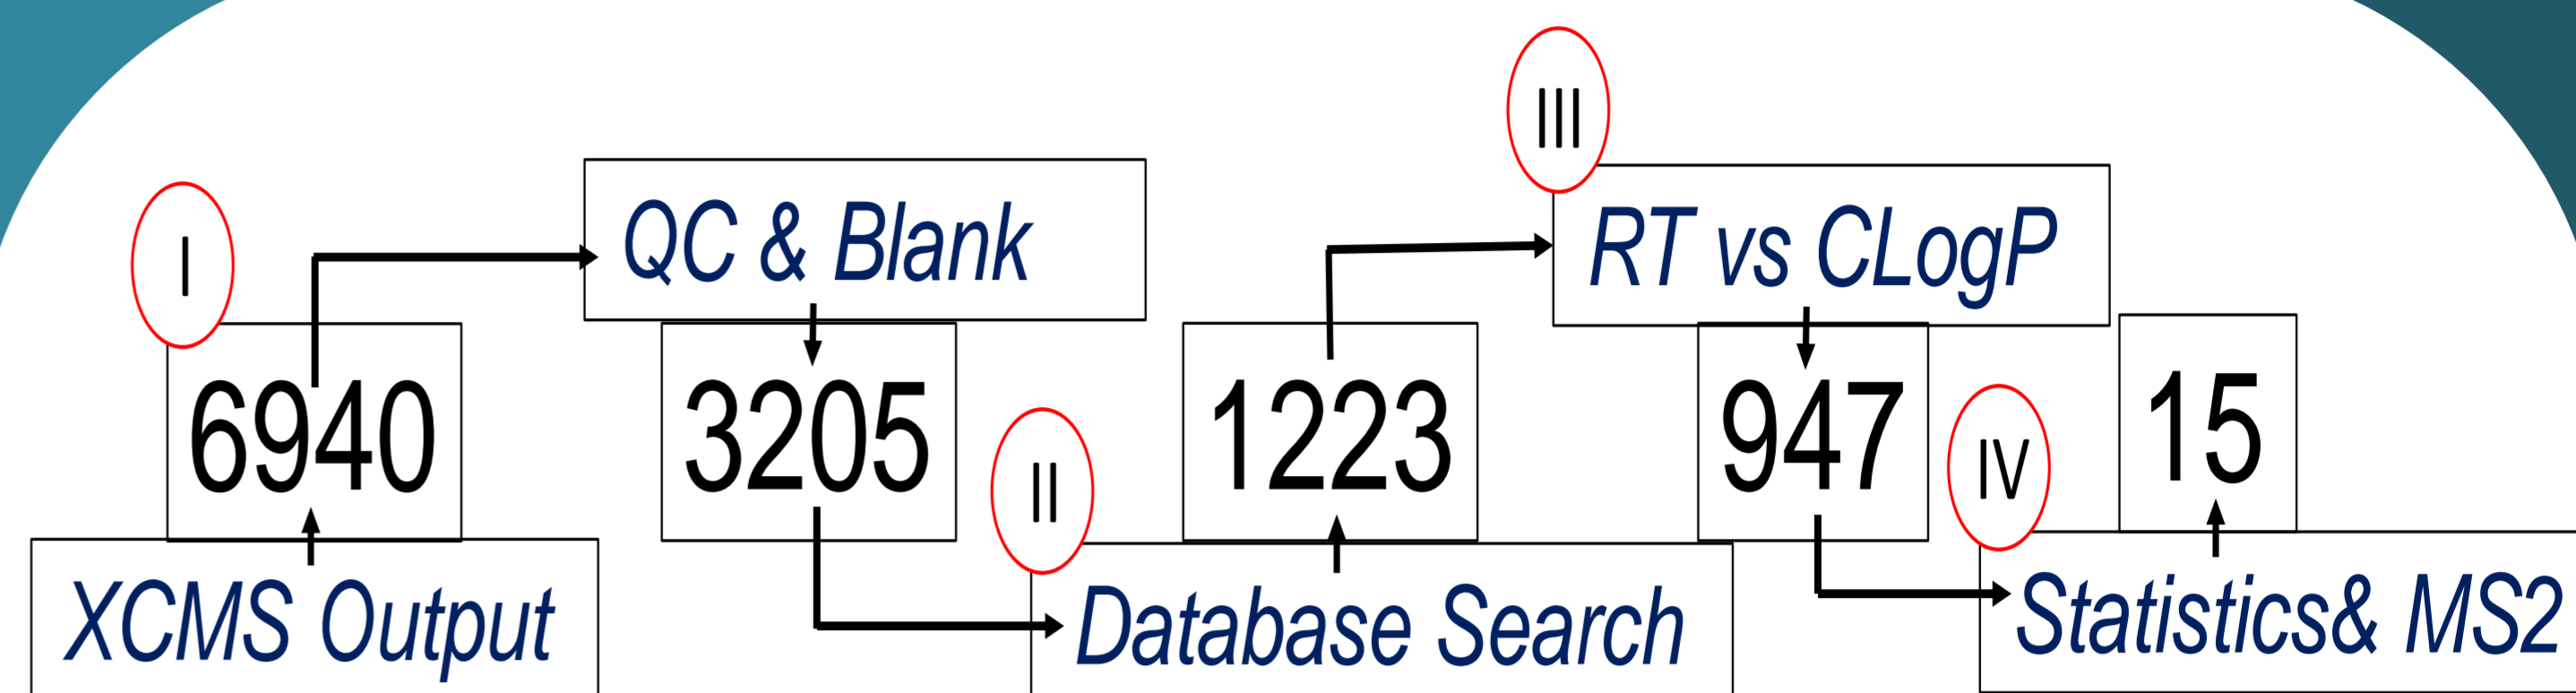 I
6940
XCMS Output
QC & Blank
3205
II
Database Search
1223
III
RT vs CLogP
947
IV
Statistics& MS2
15